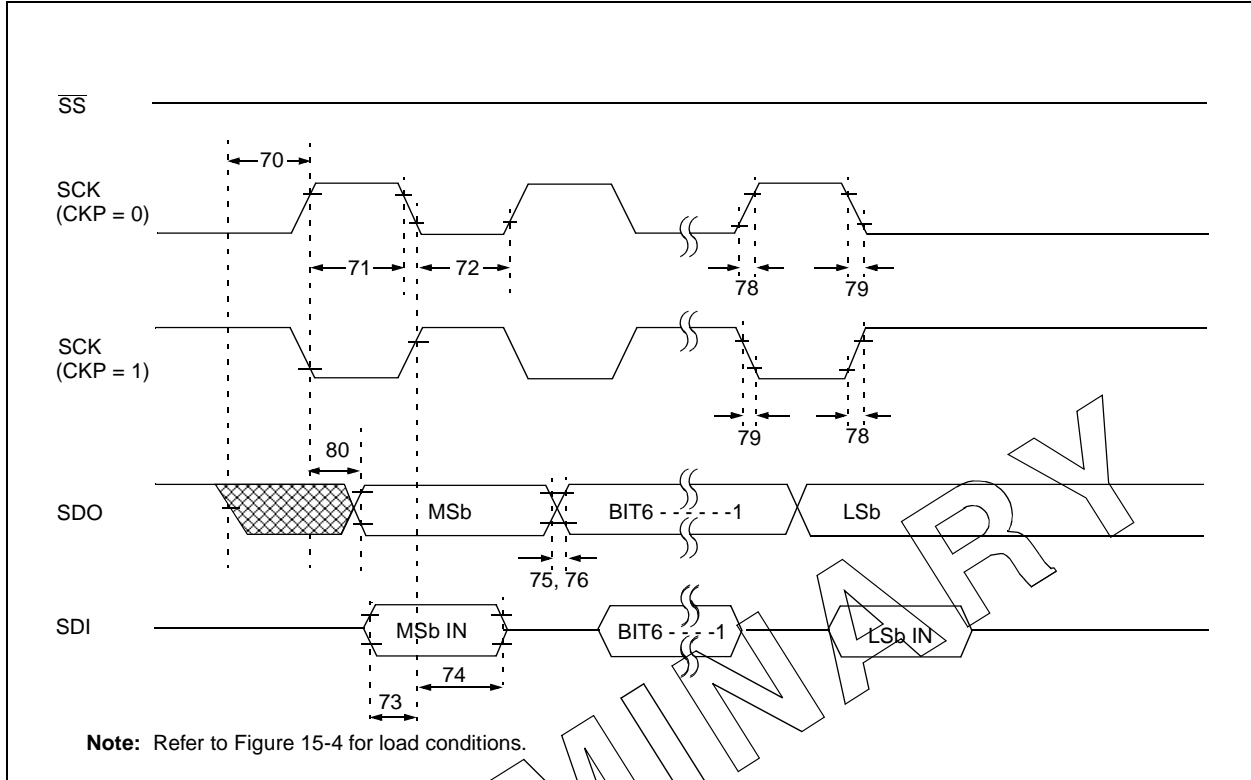 SS
70
SCK
(CKP = 0)
71
72
78
79
SCK
(CKP = 1)
79
78
80
SDO
MSb
BIT6 - - - - - -1
LSb
75, 76
SDI
MSb IN
BIT6 - - - -1
LSb IN
74
73
Note: Refer to Figure 15-4 for load conditions.
MINARY